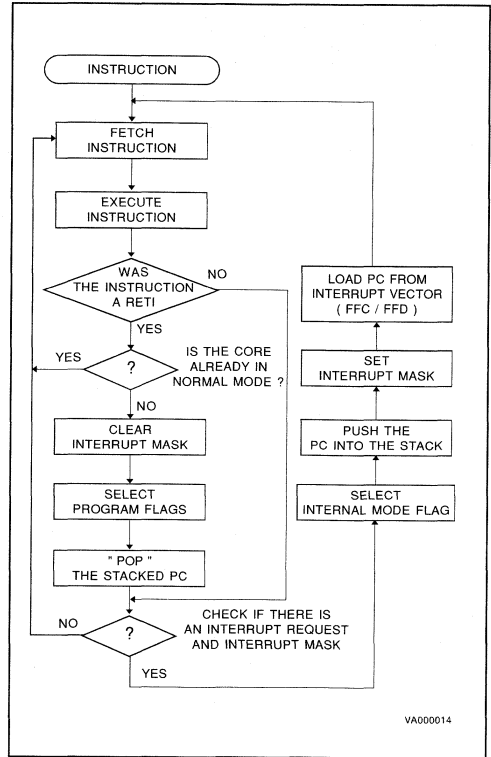 INSTRUCTION
FETCH
INSTRUCTION
EXECUTE
INSTRUCTION
WAS
THE INSTRUCTION
A RETI
NO
YES
YES
?
IS THE CORE
ALREADY IN
NORMAL MODE ?
NO
CLEAR
INTERRUPT MASK
SELECT
PROGRAM FLAGS
" POP "
THE STACKED PC
NO
?
CHECK IF THERE IS
AN INTERRUPT REQUEST
AND INTERRUPT MASK
YES
LOAD PC FROM
INTERRUPT VECTOR
( FFC / FFD )
SET
INTERRUPT MASK
PUSH THE
PC INTO THE STACK
SELECT
INTERNAL MODE FLAG
VA000014